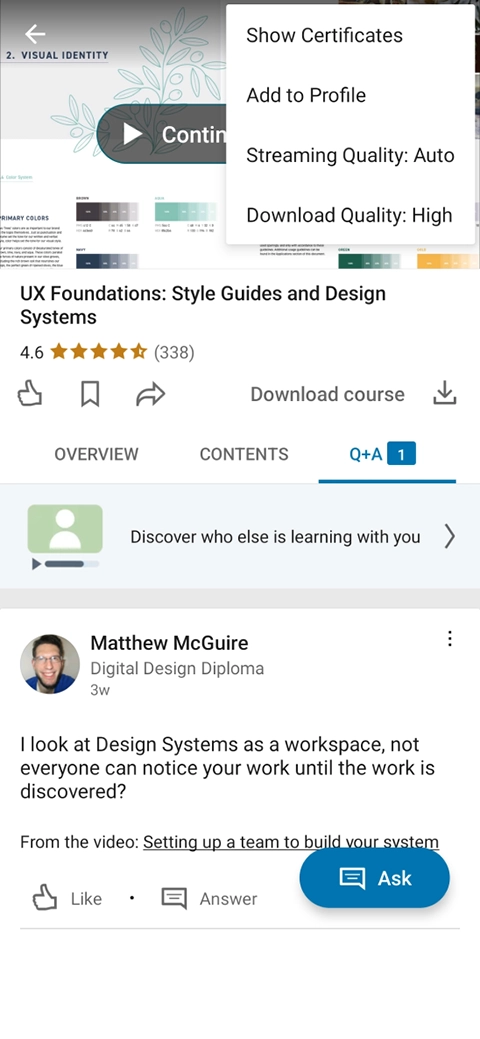 2. VISUAL IDENTITY
Show Certificates
Add to Profile
Streaming Quality: Auto
Download Quality: High
Contin
PRIMARY COLORS
UX Foundations: Style Guides and Design
Systems
4.6 (338)
Download course
OVERVIEW CONTENTS Q+A 1
Discover who else is learning with you
Matthew McGuire
Digital Design Diploma
3w
I look at Design Systems as a workspace, not
everyone can notice your work until the work is
discovered?
From the video: Setting up a team to build your system
Ask
Like • Answer